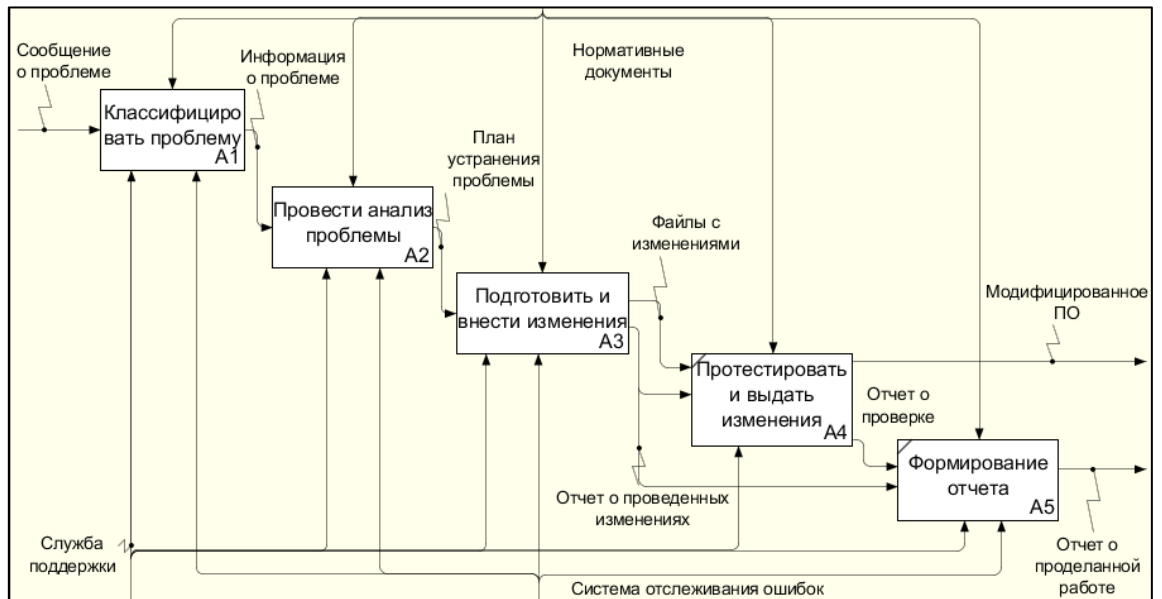 Сообщение
о проблеме
Информация
о проблеме
Нормативные
документы
Классифициро
вать проблему
A1
План
устранения
проблемы
Провести анализ
проблемы
A2
Файлы с
изменениями
Подготовить и
внести изменения
A3
Модифицированное
ПО
Протестировать
и выдать
изменения
A4
Отчет о
проверке
Формирование
отчета
A5
Отчет о проведенных
изменениях
Служба
поддержки
Отчет о
проделанной
работе
Система отслеживания ошибок